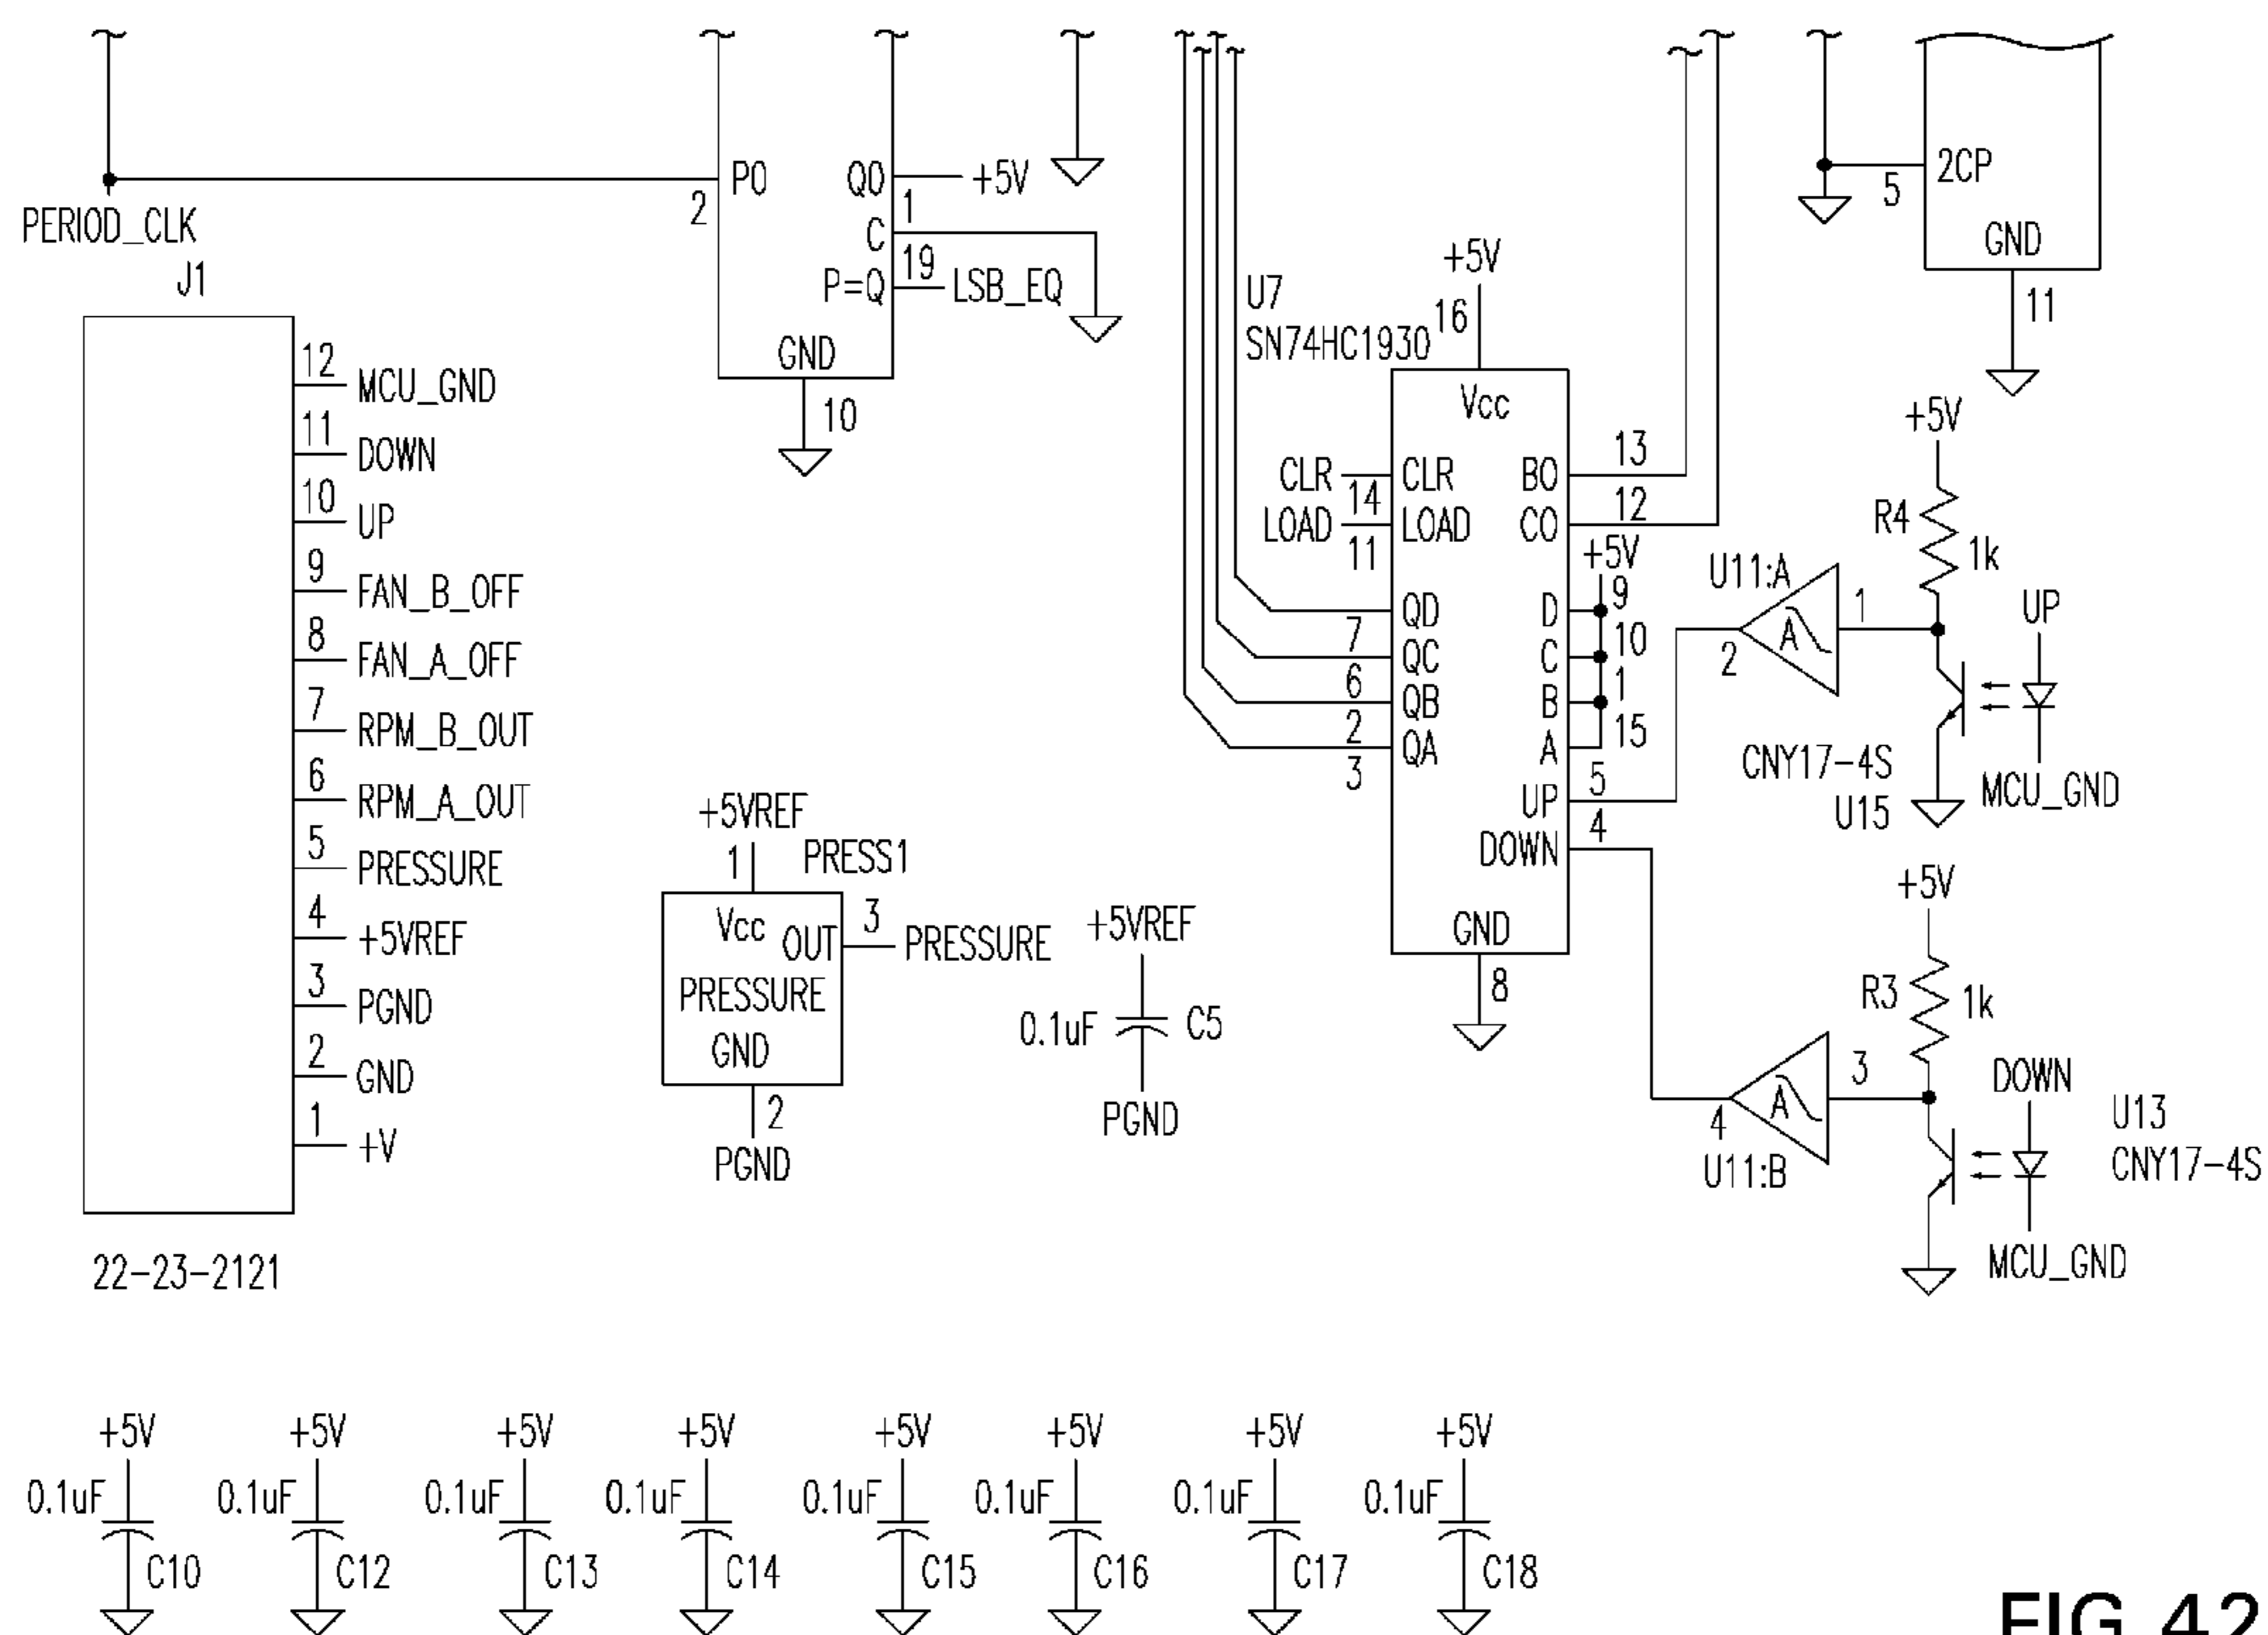 PERIOD_CLK
2
P0
Q0
+5V
1
C
19
P=Q
LSB_EQ
GND
10
5
2CP
GND
11
J1
12
MCU_GND
11
DOWN
10
UP
9
FAN_B_OFF
8
FAN_A_OFF
7
RPM_B_OUT
6
RPM_A_OUT
5
PRESSURE
4
+5VREF
3
PGND
2
GND
1
+V
22-23-2121
+5VREF
1
PRESS1
Vcc
OUT
3
PRESSURE
PRESSURE
GND
2
PGND
+5VREF
0.1uF
C5
PGND
U7
SN74HC1930
+5V
16
Vcc
CLR
CLR
14
LOAD
LOAD
11
BO
13
CO
12
+5V
QD
7
QC
6
QB
2
QA
3
D
9
C
10
B
1
A
15
UP
5
DOWN
4
GND
8
+5V
R4
1k
U11:A
A
1
2
UP
CNY17-4S
U15
MCU_GND
+5V
R3
1k
A
3
4
U11:B
DOWN
U13
CNY17-4S
MCU_GND
+5V
0.1uF
C10
+5V
0.1uF
C12
+5V
0.1uF
C13
+5V
0.1uF
C14
+5V
0.1uF
C15
+5V
0.1uF
C16
+5V
0.1uF
C17
+5V
0.1uF
C18
FIG. 42